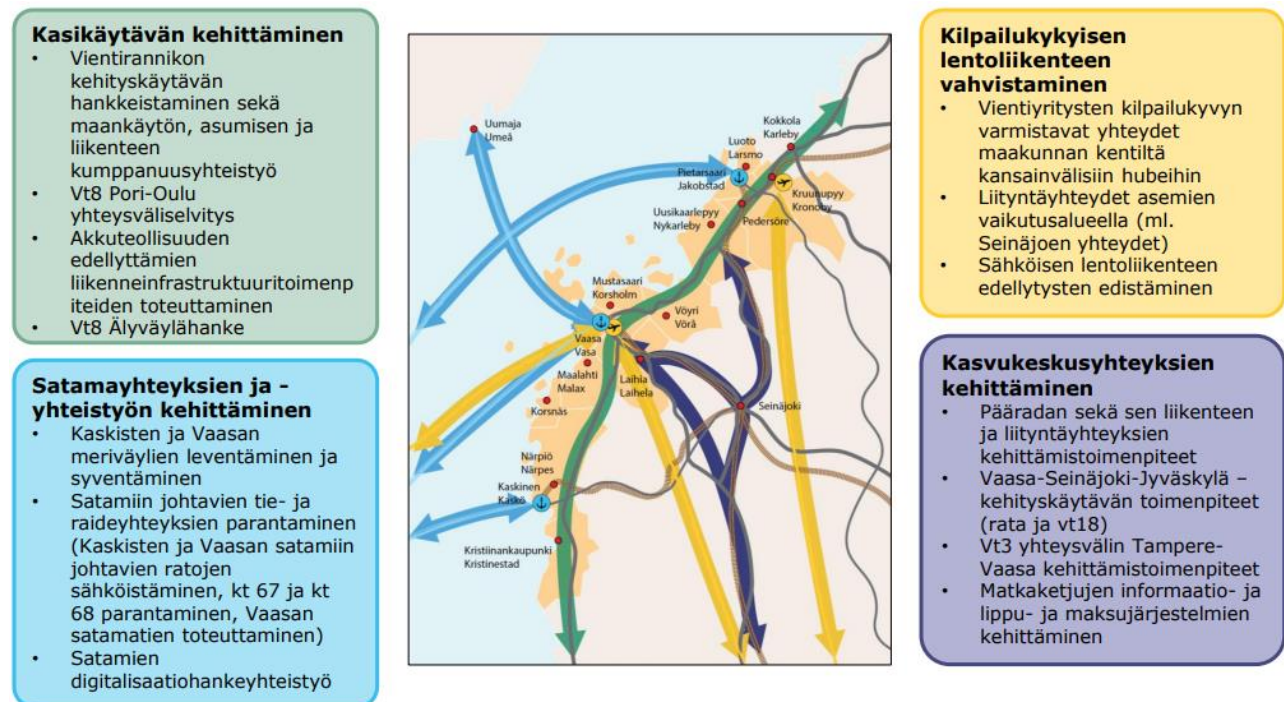 Kasikäytävän kehittäminen
• Vientirannikon
kehityskäytävän
hankkeistaminen sekä
maankäytön, asumisen ja
liikenteen
kumppanuusyhteistyö
• Vt8 Pori-Oulu
yhteysväliselvitys
• Akkuteollisuuden
edellyttämien
liikenneinfrastruktuuritoimenp
iteiden toteuttaminen
• Vt8 Älyväylähanke
Satamayhteyksien ja -
yhteistyön kehittäminen
• Kaskisten ja Vaasan
meriväylien leventäminen ja
syventäminen
• Satamiin johtavien tie- ja
raideyhteyksien parantaminen
(Kaskisten ja Vaasan satamiin
johtavien ratojen
sähköistäminen, kt 67 ja kt
68 parantaminen, Vaasan
satamatien toteuttaminen)
• Satamien
digitalisaatiohankeyhteistyö
Uumaja
Umeå
Kokkola
Karleby
Luoto
Larsmo
Pietarsaari
Jakobstad
Kruunupyy
Kronoby
Uusikaarlepyy
Nykarleby
Pedersöre
Mustasaari
Korsholm
Vöyri
Vörå
Vaasa
Vasa
Maalahti
Malax
Laihia
Laihela
Korsnäs
Seinäjoki
Närpiö
Närpes
Kaskinen
Kaskö
Kristiinankaupunki
Kristinestad
Kilpailukykyisen
lentoliikenteen
vahvistaminen
• Vientiyritysten kilpailukyvyn
varmistavat yhteydet
maakunnan kentiltä
kansainvälisiin hubeihin
• Liityntäyhteydet asemien
vaikutusalueella (ml.
Seinäjoen yhteydet)
• Sähköisen lentoliikenteen
edellytysten edistäminen
Kasvukeskusyhteyksien
kehittäminen
• Pääradan sekä sen liikenteen
ja liityntäyhteyksien
kehittämistoimenpiteet
• Vaasa-Seinäjoki-Jyväskylä –
kehityskäytävän toimenpiteet
(rata ja vt18)
• Vt3 yhteysvälin Tampere-
Vaasa kehittämistoimenpiteet
• Matkaketjujen informaatio- ja
lippu- ja maksujärjestelmien
kehittäminen